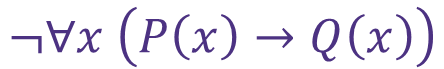 ¬∀x (P(x) → Q(x))